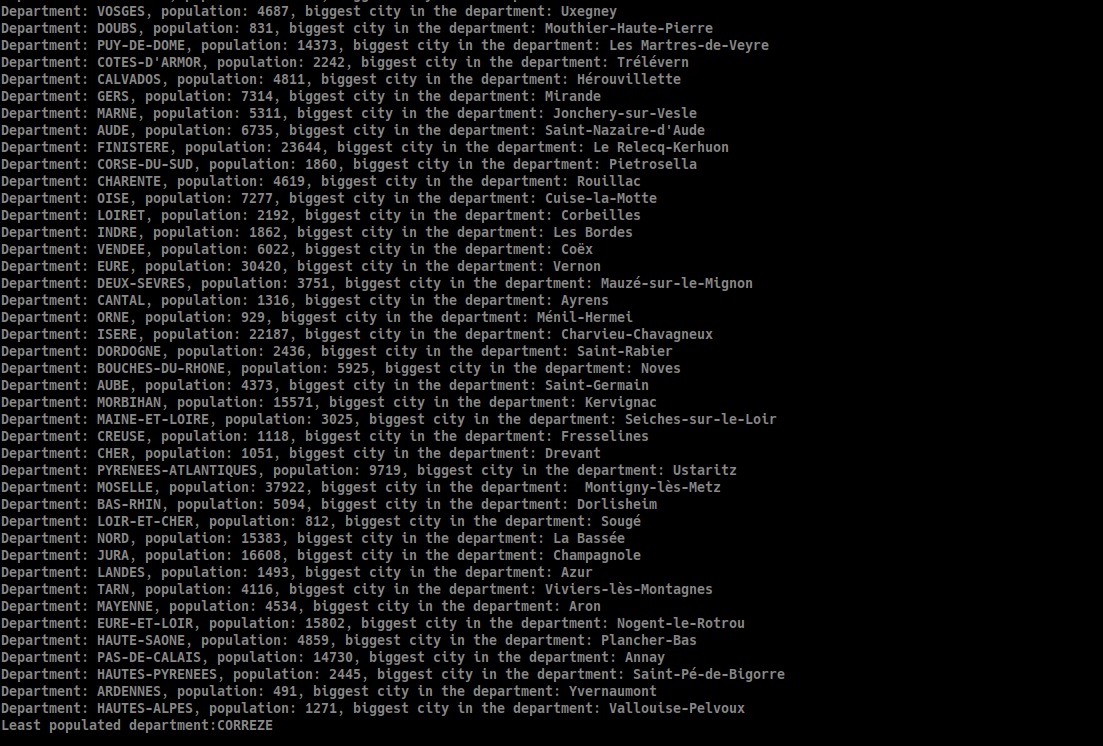 Department: VOSGES, population: 4687, biggest city in the department: Uxegney
Department: DOUBS, population: 831, biggest city in the department: Mouthier-Haute-Pierre
Department: PUY-DE-DOME, population: 14373, biggest city in the department: Les Martres-de-Veyre
Department: COTES-D'ARMOR, population: 2242, biggest city in the department: Trélévern
Department: CALVADOS, population: 4811, biggest city in the department: Hérouvillette
Department: GERS, population: 7314, biggest city in the department: Mirande
Department: MARNE, population: 5311, biggest city in the department: Jonchery-sur-Vesle
Department: AUDE, population: 6735, biggest city in the department: Saint-Nazaire-d'Aude
Department: FINISTERE, population: 23644, biggest city in the department: Le Relecq-Kerhuon
Department: CORSE-DU-SUD, population: 1860, biggest city in the department: Pietrosella
Department: CHARENTE, population: 4619, biggest city in the department: Rouillac
Department: OISE, population: 7277, biggest city in the department: Cuise-la-Motte
Department: LOIRET, population: 2192, biggest city in the department: Corbeilles
Department: INDRE, population: 1862, biggest city in the department: Les Bordes
Department: VENDEE, population: 6022, biggest city in the department: Coëx
Department: EURE, population: 30420, biggest city in the department: Vernon
Department: DEUX-SEVRES, population: 3751, biggest city in the department: Mauzé-sur-le-Mignon
Department: CANTAL, population: 1316, biggest city in the department: Ayrens
Department: ORNE, population: 929, biggest city in the department: Ménil-Hermei
Department: ISERE, population: 22187, biggest city in the department: Charvieu-Chavagneux
Department: DORDOGNE, population: 2436, biggest city in the department: Saint-Rabier
Department: BOUCHES-DU-RHONE, population: 5925, biggest city in the department: Noves
Department: AUBE, population: 4373, biggest city in the department: Saint-Germain
Department: MORBIHAN, population: 15571, biggest city in the department: Kervignac
Department: MAINE-ET-LOIRE, population: 3025, biggest city in the department: Seiches-sur-le-Loir
Department: CREUSE, population: 1118, biggest city in the department: Fresselines
Department: CHER, population: 1051, biggest city in the department: Drevant
Department: PYRENEES-ATLANTIQUES, population: 9719, biggest city in the department: Ustaritz
Department: MOSELLE, population: 37922, biggest city in the department:  Montigny-lès-Metz
Department: BAS-RHIN, population: 5094, biggest city in the department: Dorlisheim
Department: LOIR-ET-CHER, population: 812, biggest city in the department: Sougé
Department: NORD, population: 15383, biggest city in the department: La Bassée
Department: JURA, population: 16608, biggest city in the department: Champagnole
Department: LANDES, population: 1493, biggest city in the department: Azur
Department: TARN, population: 4116, biggest city in the department: Viviers-lès-Montagnes
Department: MAYENNE, population: 4534, biggest city in the department: Aron
Department: EURE-ET-LOIR, population: 15802, biggest city in the department: Nogent-le-Rotrou
Department: HAUTE-SAONE, population: 4859, biggest city in the department: Plancher-Bas
Department: PAS-DE-CALAIS, population: 14730, biggest city in the department: Annay
Department: HAUTES-PYRENEES, population: 2445, biggest city in the department: Saint-Pé-de-Bigorre
Department: ARDENNES, population: 491, biggest city in the department: Yvernaumont
Department: HAUTES-ALPES, population: 1271, biggest city in the department: Vallouise-Pelvoux
Least populated department:CORREZE